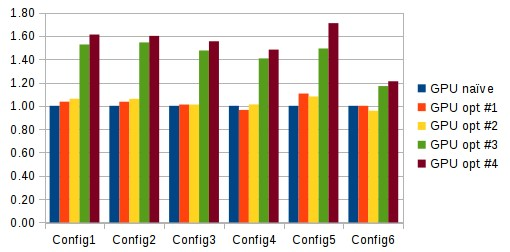 1.80
1.60
1.40
1.20
1.00
0.80
0.60
0.40
0.20
0.00
Config1 Config2 Config3 Config4 Config5 Config6
GPU naïve
GPU opt #1
GPU opt #2
GPU opt #3
GPU opt #4